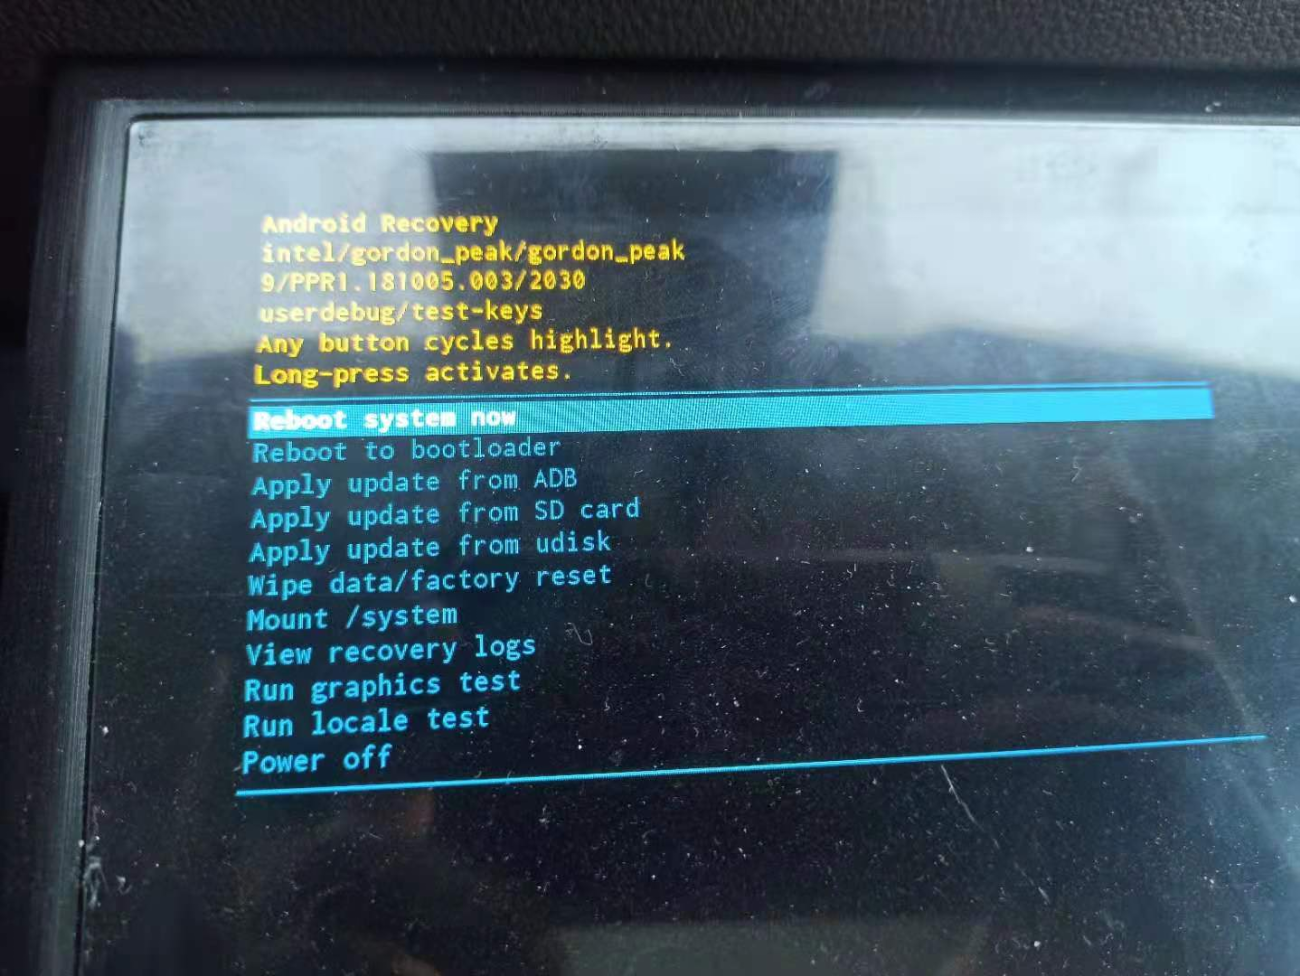 Android Recovery
intel/gordon_peak/gordon_peak
9/PPR1.181005.003/2030
userdebug/test-keys
Any button cycles highlight.
Long-press activates.
Reboot system now
Reboot to bootloader
Apply update from ADB
Apply update from SD card
Apply update from udisk
Wipe data/factory reset
Mount /system
View recovery logs
Run graphics test
Run locale test
Power off